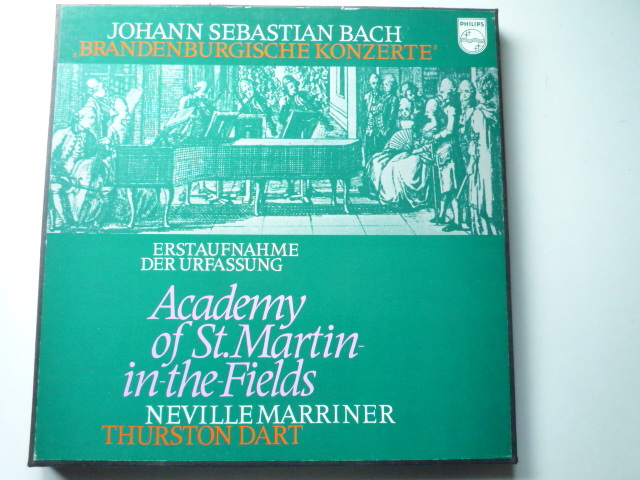 JOHANN SEBASTIAN BACH
„BRANDENBURGISCHE KONZERTE"
PHILIPS
ERSTAUFNAHME
DER URFASSUNG
Academy
of St. Martin-
in-the-Fields
NEVILLE MARRINER
THURSTON DART